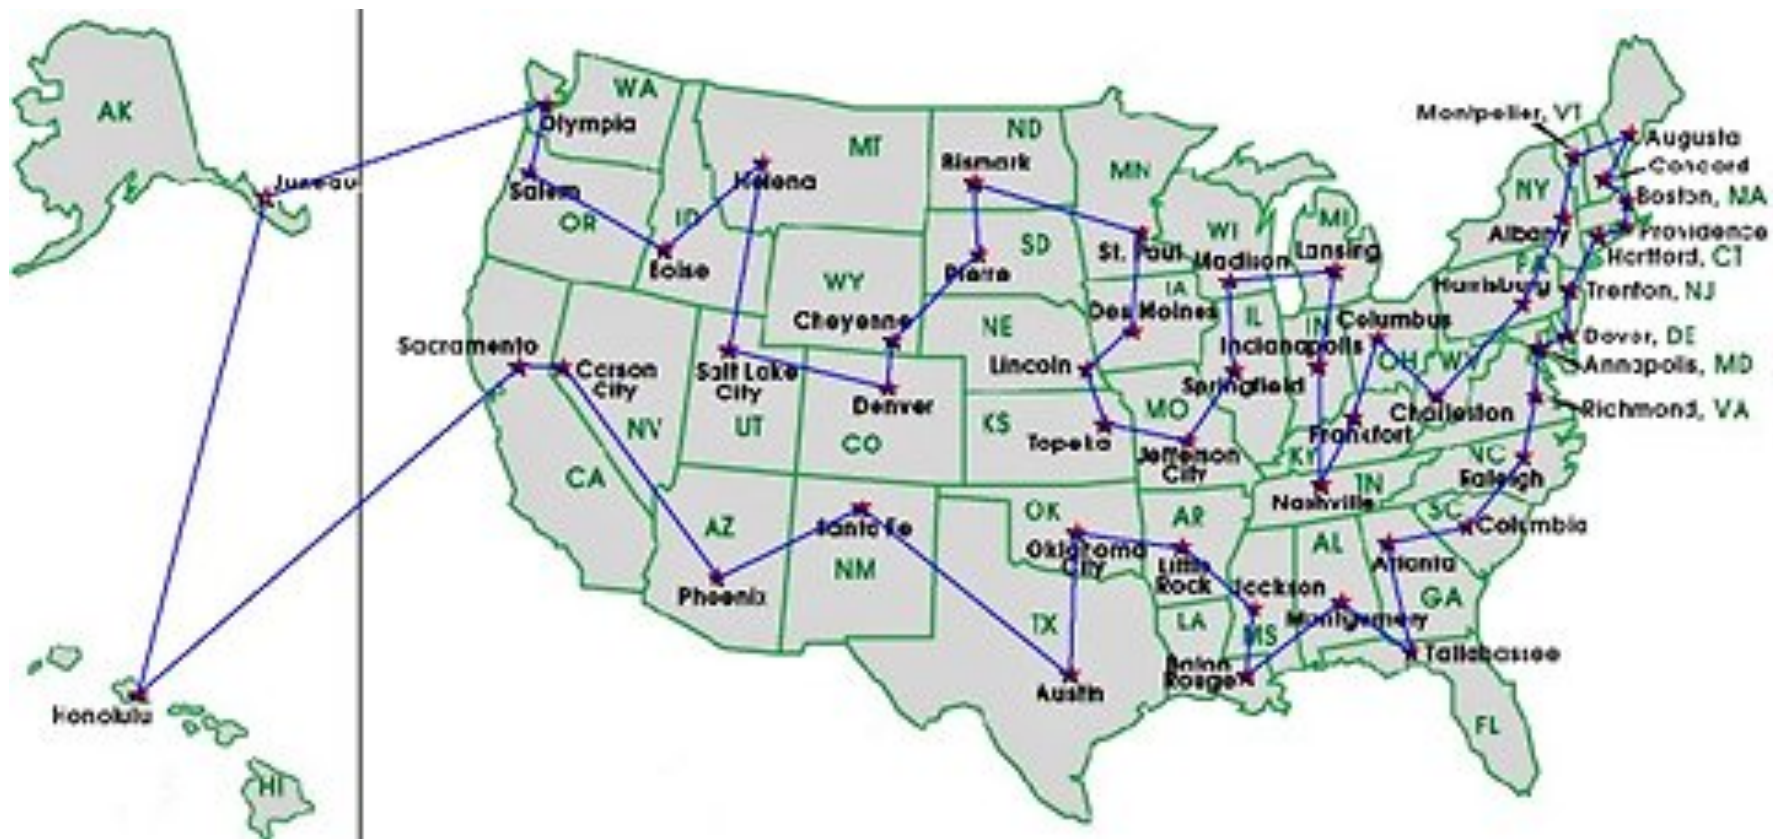 AK
WA
Olympia
MT
ND
Bismark
MN
Montpelier, VT
Augusta
Concord
Juneau
Salem
OR
ID
Helena
NY
Boston, MA
WI
MI
SD
St. Paul
Albany
Providence
Boise
WY
Pierre
Madison
Lansing
PA
Hartford, CT
IA
Harrisburg
Trenton, NJ
Cheyenne
NE
Des Moines
IL
IN
Columbus
Sacramento
Lincoln
Indianapolis
OH
WV
Dover, DE
Carson
City
Salt Lake
City
Springfield
Annapolis, MD
Denver
MO
Charleston
Richmond, VA
NV
UT
CO
KS
Topeka
Frankfort
Jefferson
City
KY
NC
Raleigh
CA
TN
Nashville
AZ
Santa Fe
OK
AR
SC
Columbia
Oklahoma
City
AL
Atlanta
NM
Little
Rock
Phoenix
Jackson
GA
Montgomery
TX
LA
MS
Baton
Rouge
Tallahassee
Austin
Honolulu
FL
HI